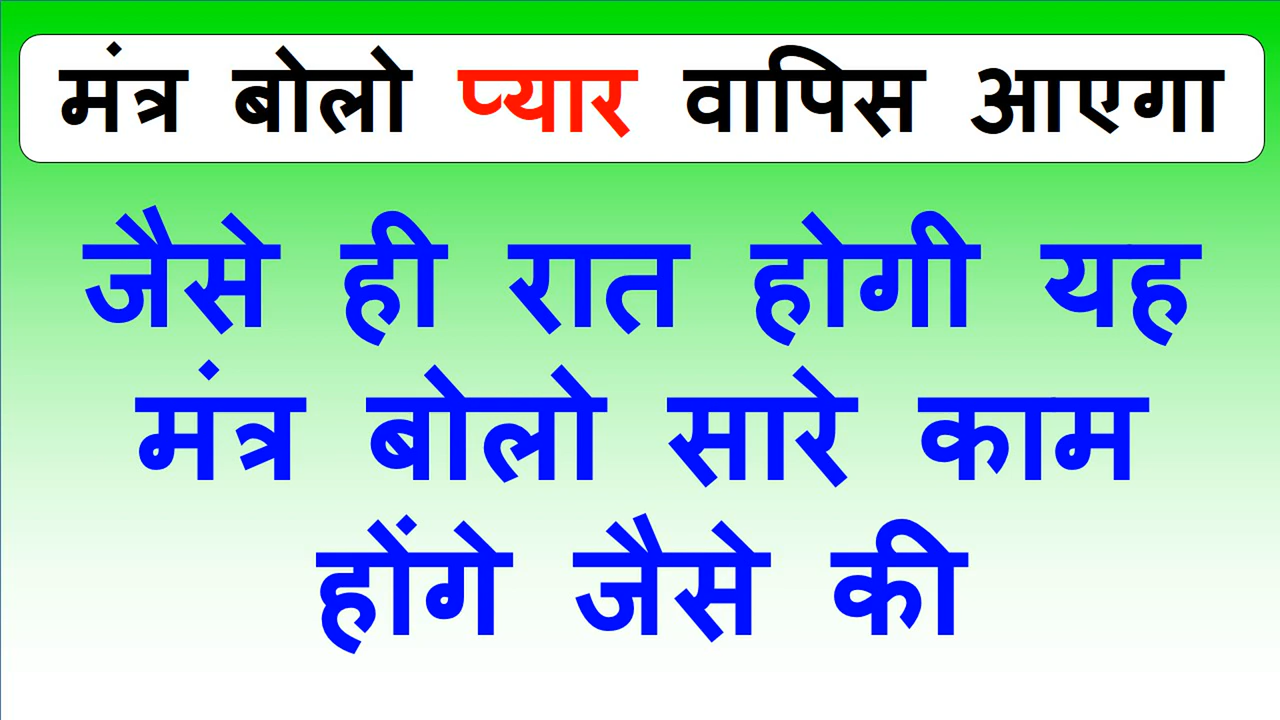 मंत्र बोलो प्यार वापिस आएगा
जैसे ही रात होगी यह
मंत्र बोलो सारे काम
होंगे जैसे की